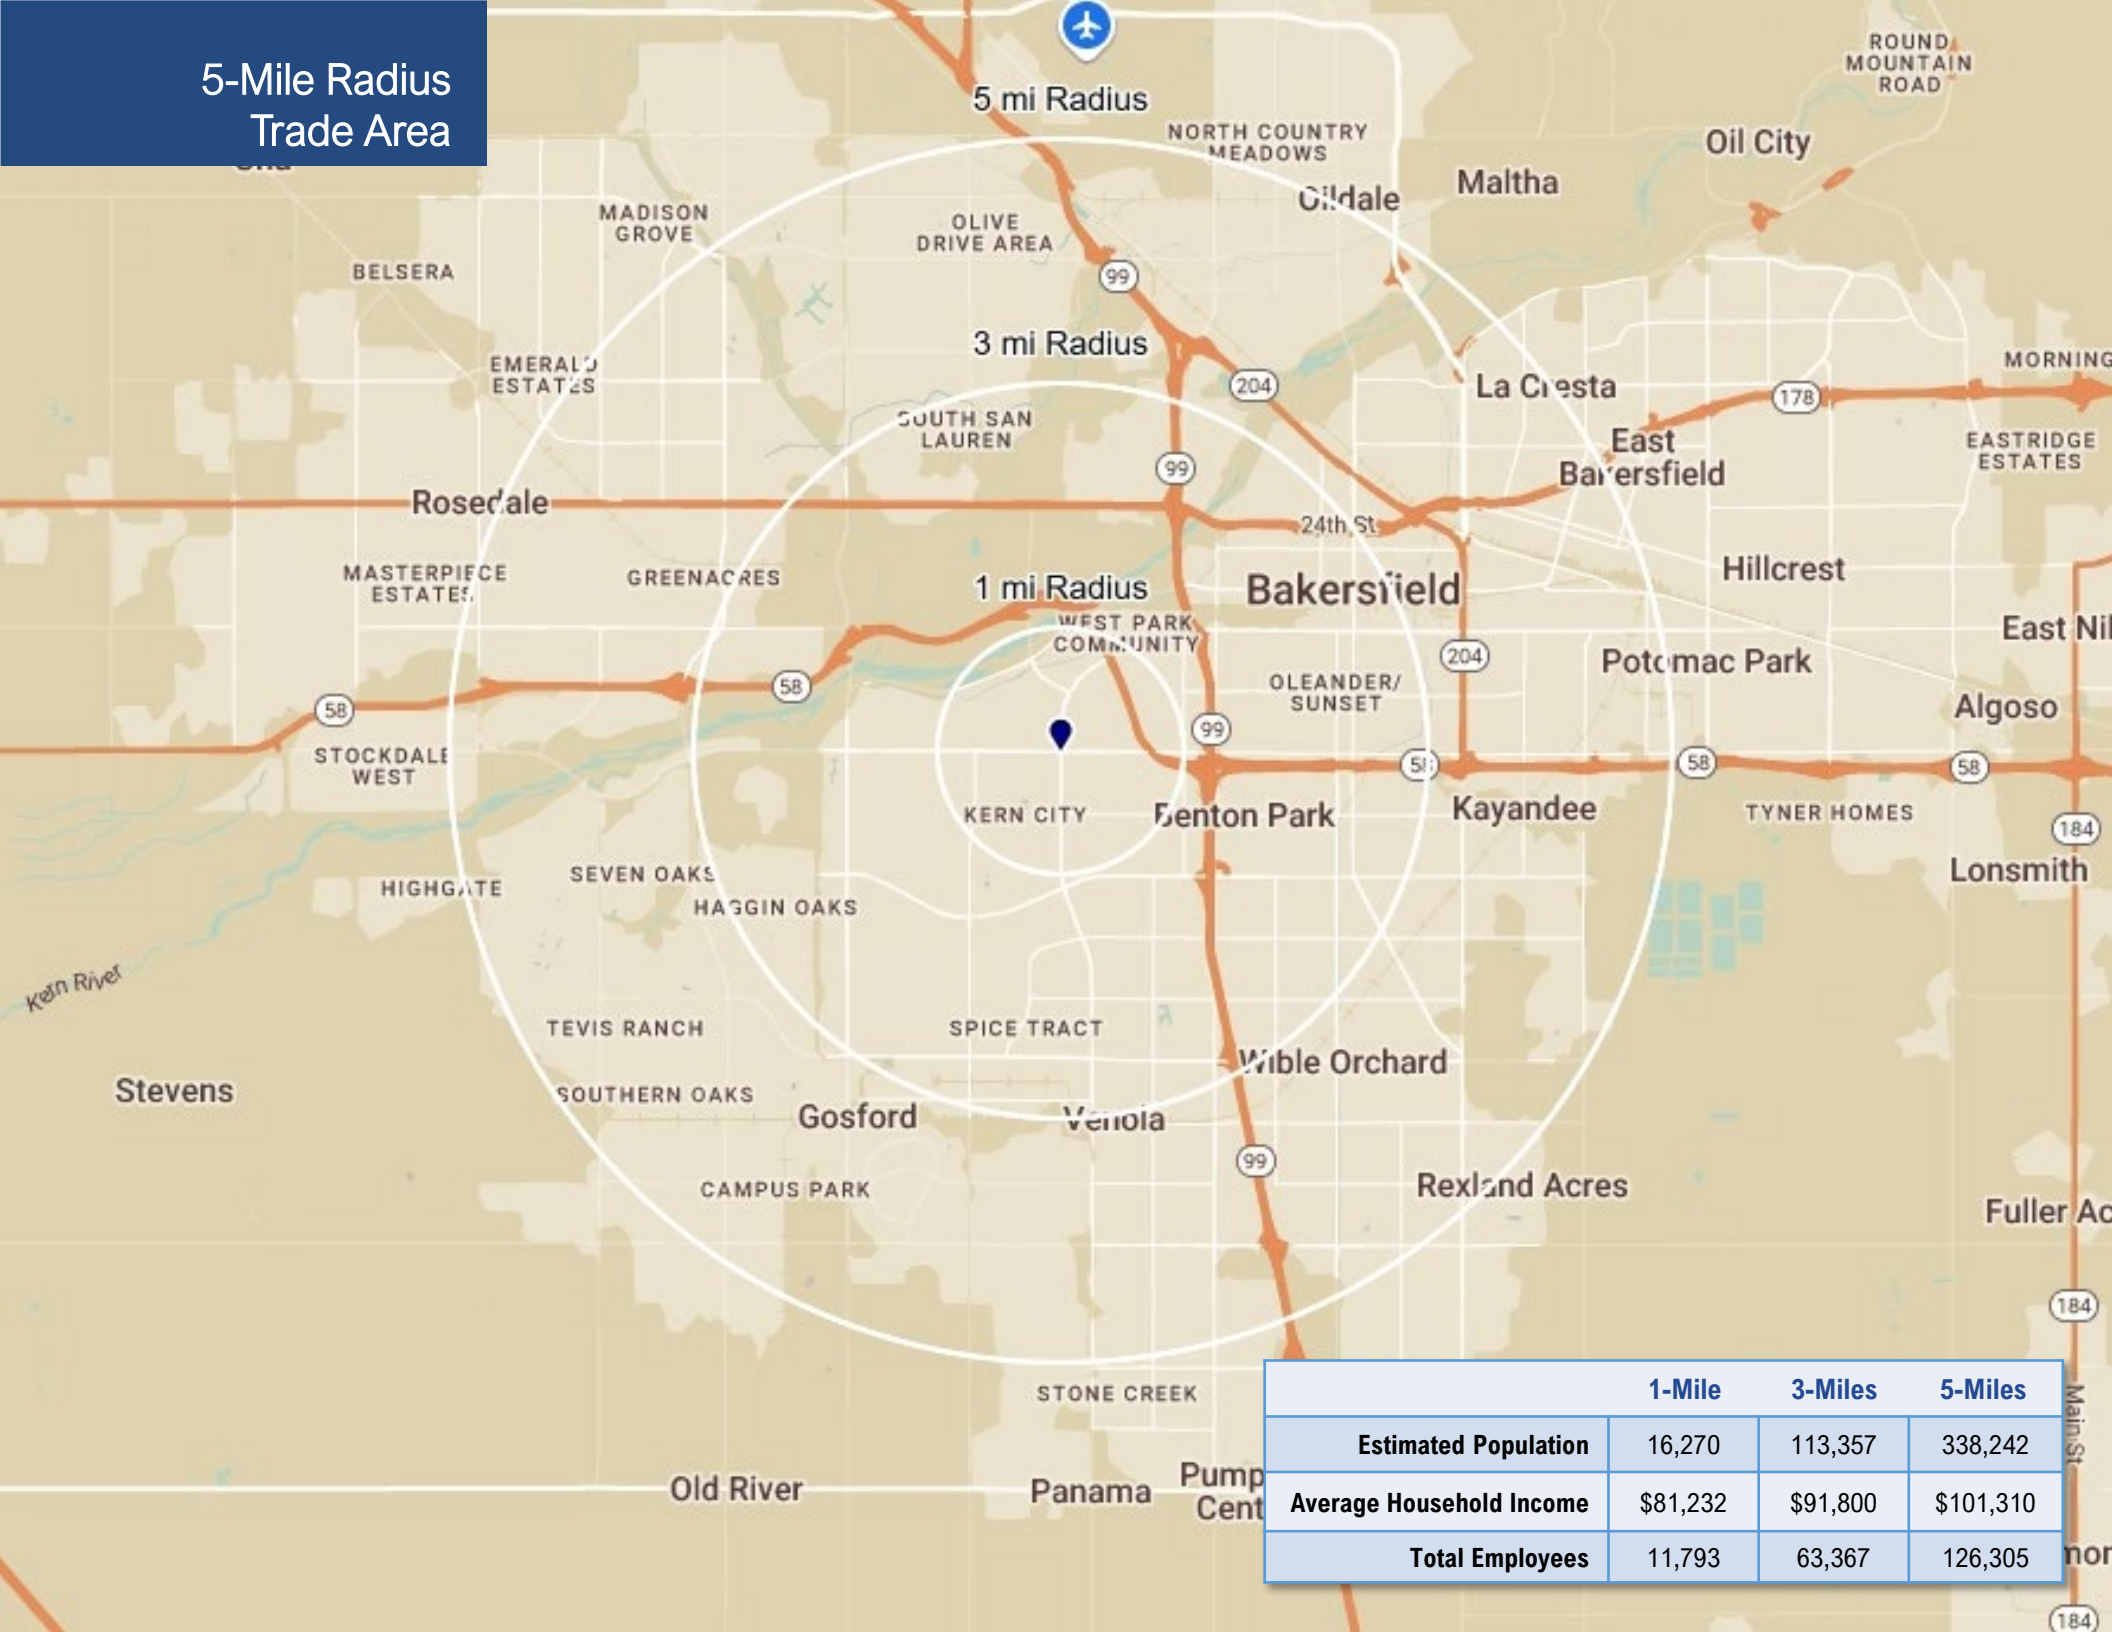 5-Mile Radius
Trade Area
5 mi Radius
ROUND
MOUNTAIN
ROAD
NORTH COUNTRY
MEADOWS
Oil City
Maltha
Oildale
MADISON
GROVE
OLIVE
DRIVE AREA
BELSERA
99
3 mi Radius
EMERALD
ESTATES
204
La Cresta
178
MORNING
SOUTH SAN
LAUREN
East
Bakersfield
EASTRIDGE
ESTATES
99
Rosedale
24th St
MASTERPIECE
ESTATES
GREENACRES
1 mi Radius
Bakersfield
Hillcrest
WEST PARK
COMMUNITY
East Nil
204
Potomac Park
58
58
OLEANDER/
SUNSET
Algoso
99
STOCKDALE
WEST
58
58
58
KERN CITY
Benton Park
Kayandee
TYNER HOMES
184
SEVEN OAKS
Lonsmith
HIGHGATE
HAGGIN OAKS
Kern River
TEVIS RANCH
SPICE TRACT
Wible Orchard
Stevens
SOUTHERN OAKS
Gosford
Venola
99
CAMPUS PARK
Rexland Acres
Fuller Ac
184
STONE CREEK
Main St
Old River
Panama
Pump
Cent
1-Mile 3-Miles 5-Miles
Estimated Population 16,270 113,357 338,242
Average Household Income $81,232 $91,800 $101,310
Total Employees 11,793 63,367 126,305
mor
184